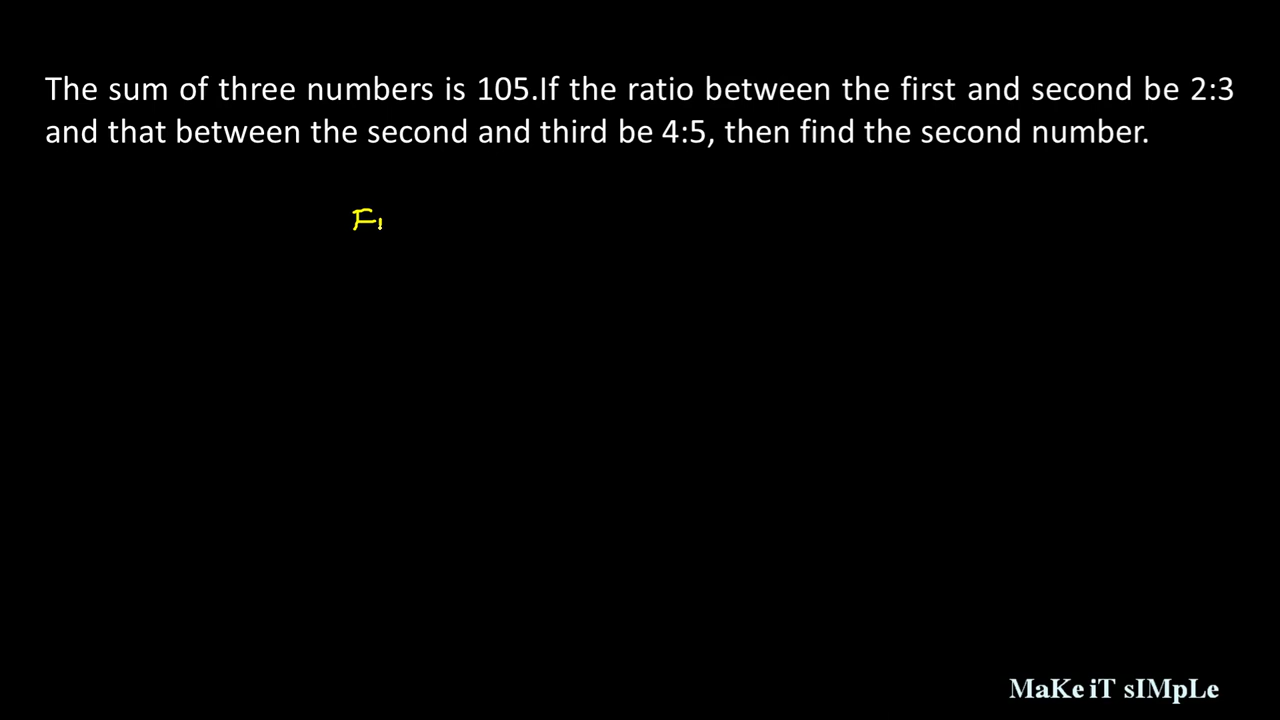 The sum of three numbers is 105.If the ratio between the first and second be 2:3
and that between the second and third be 4:5, then find the second number.
Fi
MaKe iT sIMpLe